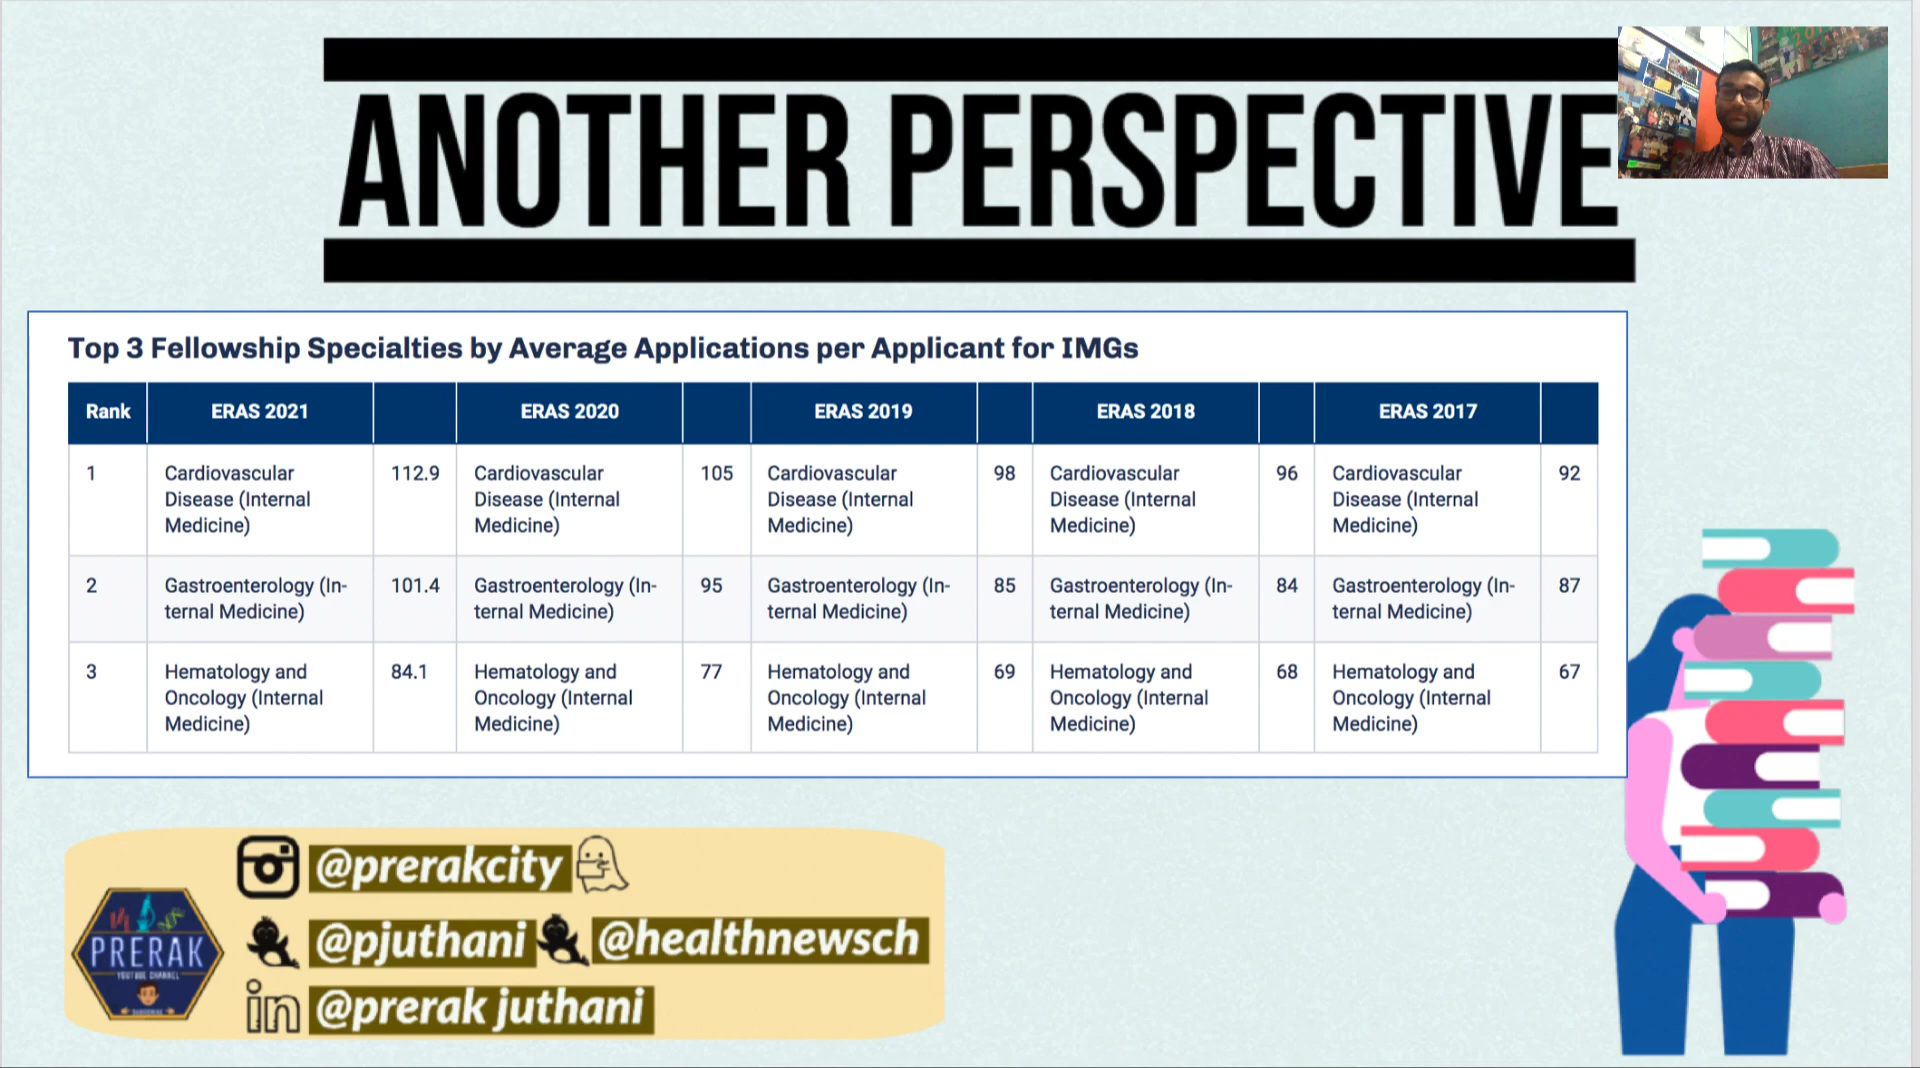 ANOTHER PERSPECTIVE
Top 3 Fellowship Specialties by Average Applications per Applicant for IMGs
Rank ERAS 2021 ERAS 2020 ERAS 2019 ERAS 2018 ERAS 2017
1 Cardiovascular 112.9 Cardiovascular 105 Cardiovascular 98 Cardiovascular 96 Cardiovascular 92
Disease (Internal Disease (Internal Disease (Internal Disease (Internal Disease (Internal
Medicine) Medicine) Medicine) Medicine) Medicine)
2 Gastroenterology (In- 101.4 Gastroenterology (In- 95 Gastroenterology (In- 85 Gastroenterology (In- 84 Gastroenterology (In- 87
ternal Medicine) ternal Medicine) ternal Medicine) ternal Medicine) ternal Medicine)
3 Hematology and 84.1 Hematology and 77 Hematology and 69 Hematology and 68 Hematology and 67
Oncology (Internal Oncology (Internal Oncology (Internal Oncology (Internal Oncology (Internal
Medicine) Medicine) Medicine) Medicine) Medicine)
@prerakcity
@pjuthani @healthnewsch
in @prerak juthani
PRERAK
YOUTUBE CHANNEL
SUBSCRIBE